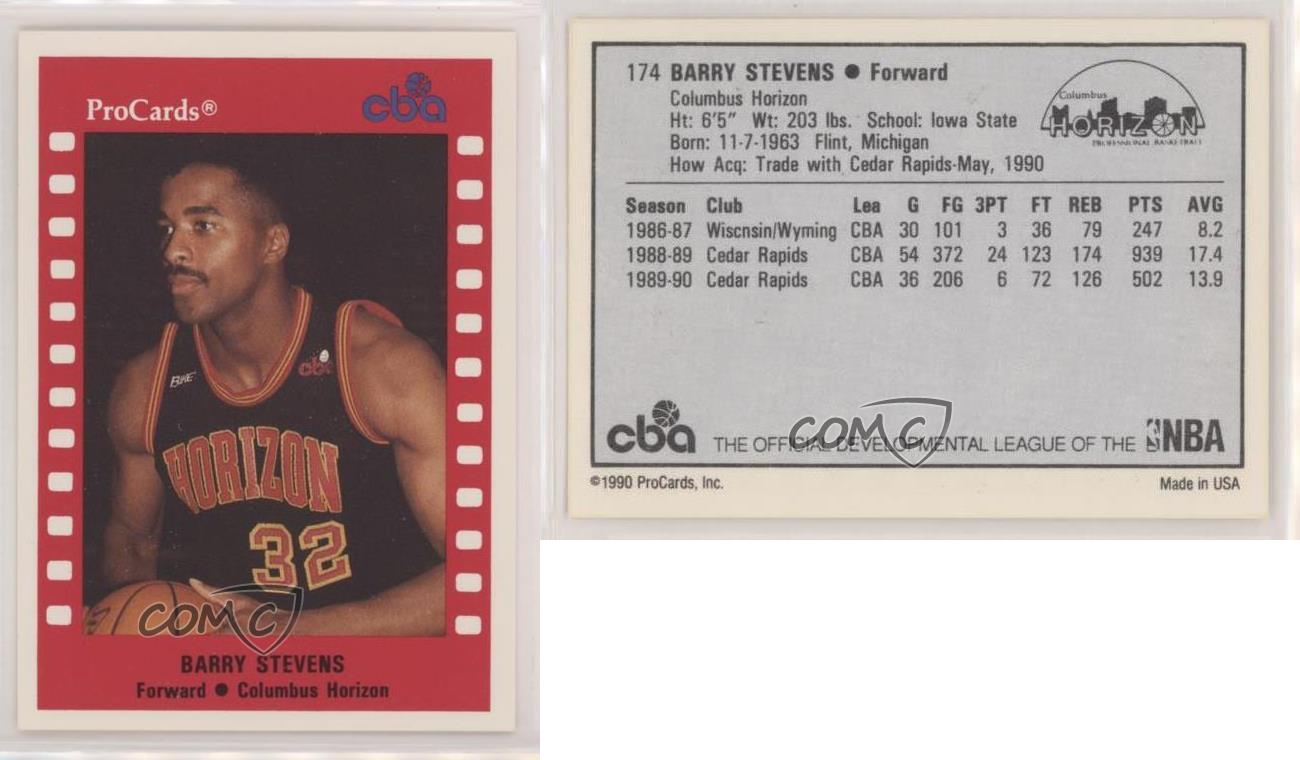 ProCards®
cba
BIKE
cba
HORIZON
32
COMC
BARRY STEVENS
Forward ● Columbus Horizon
174 BARRY STEVENS ● Forward
Columbus Horizon
Ht: 6'5" Wt: 203 lbs. School: Iowa State
Born: 11-7-1963 Flint, Michigan
How Acq: Trade with Cedar Rapids-May, 1990
Columbus
HORIZON
PROFESSIONAL BASKETBALL
Season Club Lea G FG 3PT FT REB PTS AVG
1986-87 Wiscnsin/Wyming CBA 30 101 3 36 79 247 8.2
1988-89 Cedar Rapids CBA 54 372 24 123 174 939 17.4
1989-90 Cedar Rapids CBA 36 206 6 72 126 502 13.9
COMC
cba THE OFFICIAL DEVELOPMENTAL LEAGUE OF THE NBA
©1990 ProCards, Inc. Made in USA